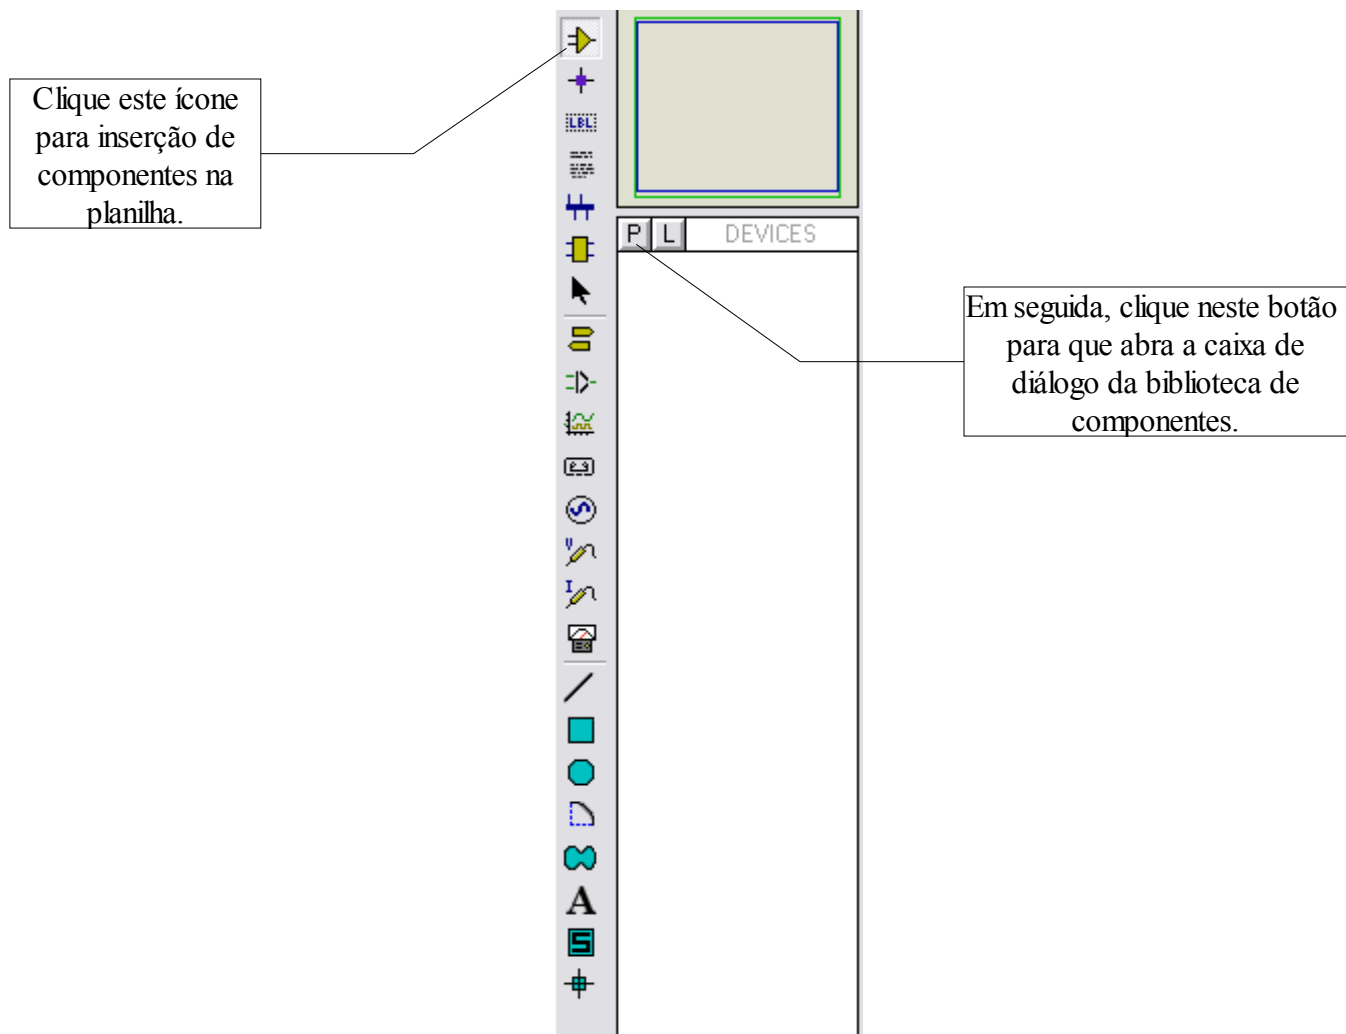 Clique este ícone
para inserção de
componentes na
planilha.
LBL
P L DEVICES
Em seguida, clique neste botão
para que abra a caixa de
diálogo da biblioteca de
componentes.
V
I
A
S